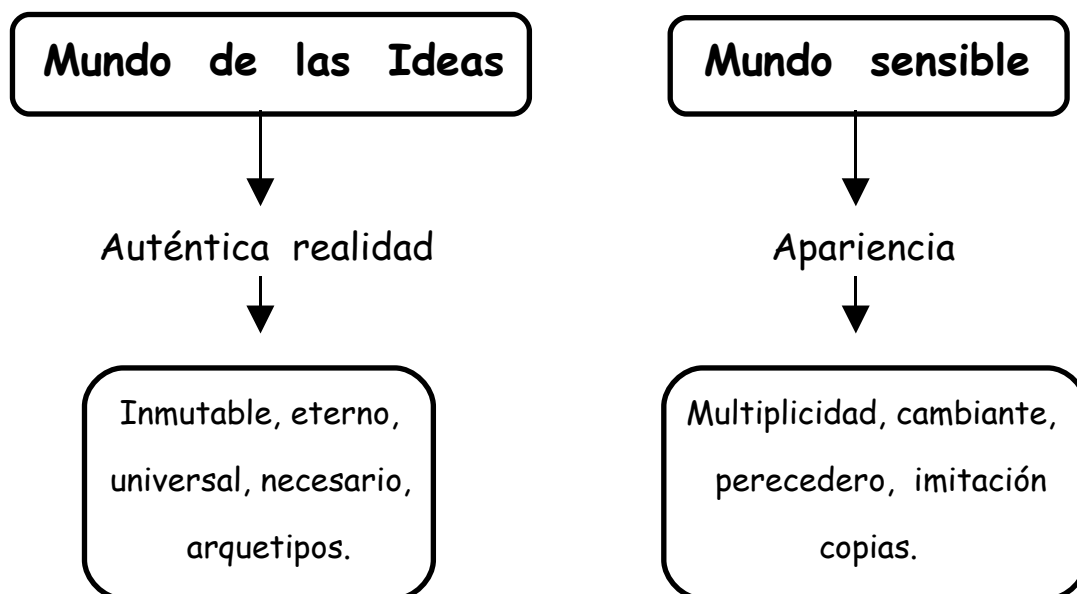 Mundo de las Ideas
Auténtica realidad
Inmutable, eterno,
universal, necesario,
arquetipos.
Mundo sensible
Apariencia
Multiplicidad, cambiante,
perecedero, imitación
copias.